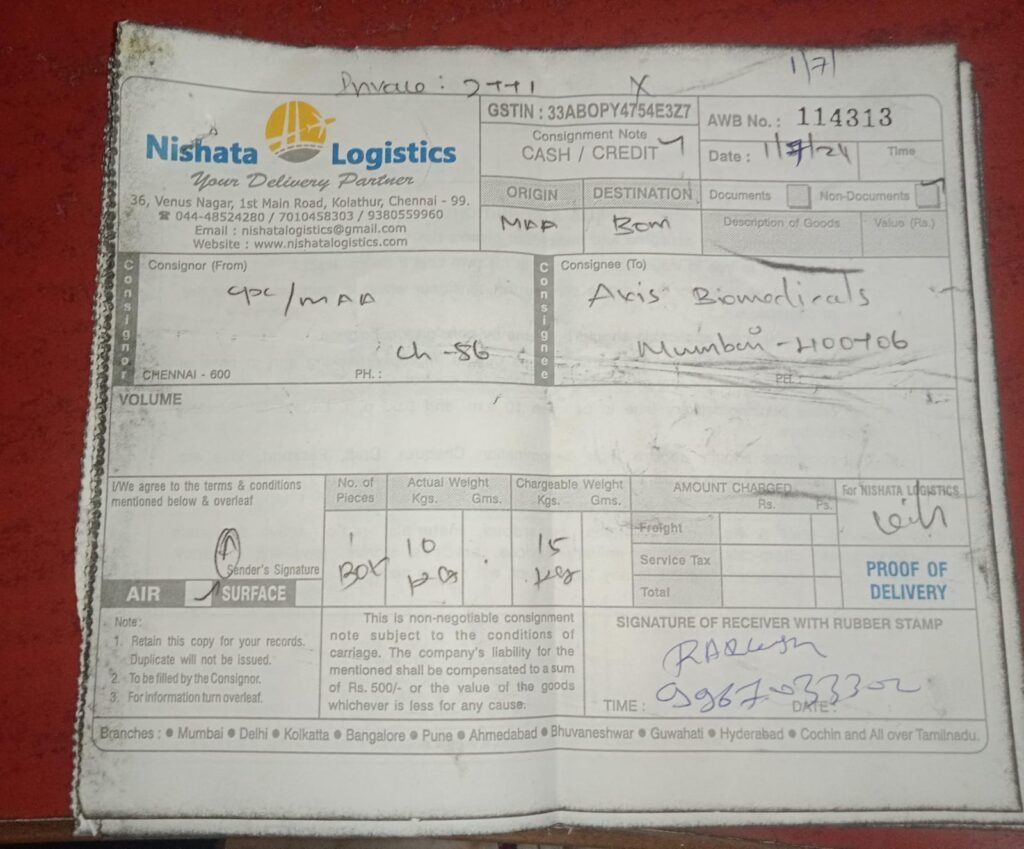 1/7/
GSTIN : 33ABOPY4754E3Z7
AWB No. : 114313
Nishata Logistics
Your Delivery Partner
36, Venus Nagar, 1st Main Road, Kolathur, Chennai - 99.
☎ 044-48524280 / 7010458303 / 9380559960
Email : nishatalogistics@gmail.com
Website : www.nishatalogistics.com
Consignment Note
CASH / CREDIT ✓
Date : 1/7/24 Time
ORIGIN DESTINATION
MAA Bom
Documents Non-Documents ✓
Description of Goods Value (Rs.)
Consignor
Consignor (From)
/MAA
Ch -86
CHENNAI - 600 PH. :
Consignee
Consignee (To)
Axis Biomedicals
Mumbai - 400706
PH. :
VOLUME
I/We agree to the terms & conditions
mentioned below & overleaf
Sender's Signature
AIR ✓ SURFACE
No. of Pieces
1
BOX
Actual Weight
Kgs. Gms.
10
Kgs
Chargeable Weight
Kgs. Gms.
15
Kgs
AMOUNT CHARGED
Rs. Ps.
Freight
Service Tax
Total
For NISHATA LOGISTICS
PROOF OF
DELIVERY
Note :
1. Retain this copy for your records.
Duplicate will not be issued.
2. To be filled by the Consignor.
3. For information turn overleaf.
This is non-negotiable consignment
note subject to the conditions of
carriage. The company's liability for the
mentioned shall be compensated to a sum
of Rs. 500/- or the value of the goods
whichever is less for any cause.
SIGNATURE OF RECEIVER WITH RUBBER STAMP
TIME : DATE :
Branches : • Mumbai • Delhi • Kolkatta • Bangalore • Pune • Ahmedabad • Bhuvaneshwar • Guwahati • Hyderabad • Cochin and All over Tamilnadu.